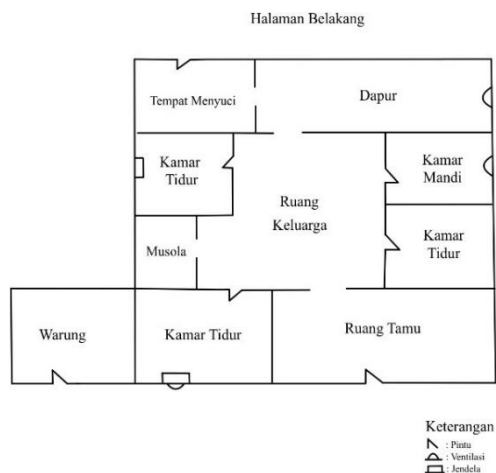 Halaman Belakang
Tempat Menyuci
Dapur
Kamar
Tidur
Kamar
Mandi
Ruang
Keluarga
Musola
Kamar
Tidur
Warung
Kamar Tidur
Ruang Tamu
Keterangan
: Pintu
: Ventilasi
: Jendela